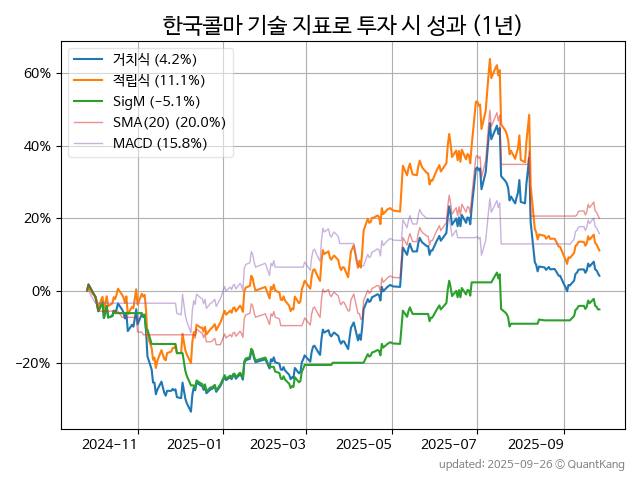 한국콜마 기술 지표로 투자 시 성과 (1년)
거치식 (4.2%)
적립식 (11.1%)
SigM (−5.1%)
SMA(20) (20.0%)
MACD (15.8%)
60%
40%
20%
0%
−20%
2024-11
2025-01
2025-03
2025-05
2025-07
2025-09
updated: 2025-09-26 © QuantKang